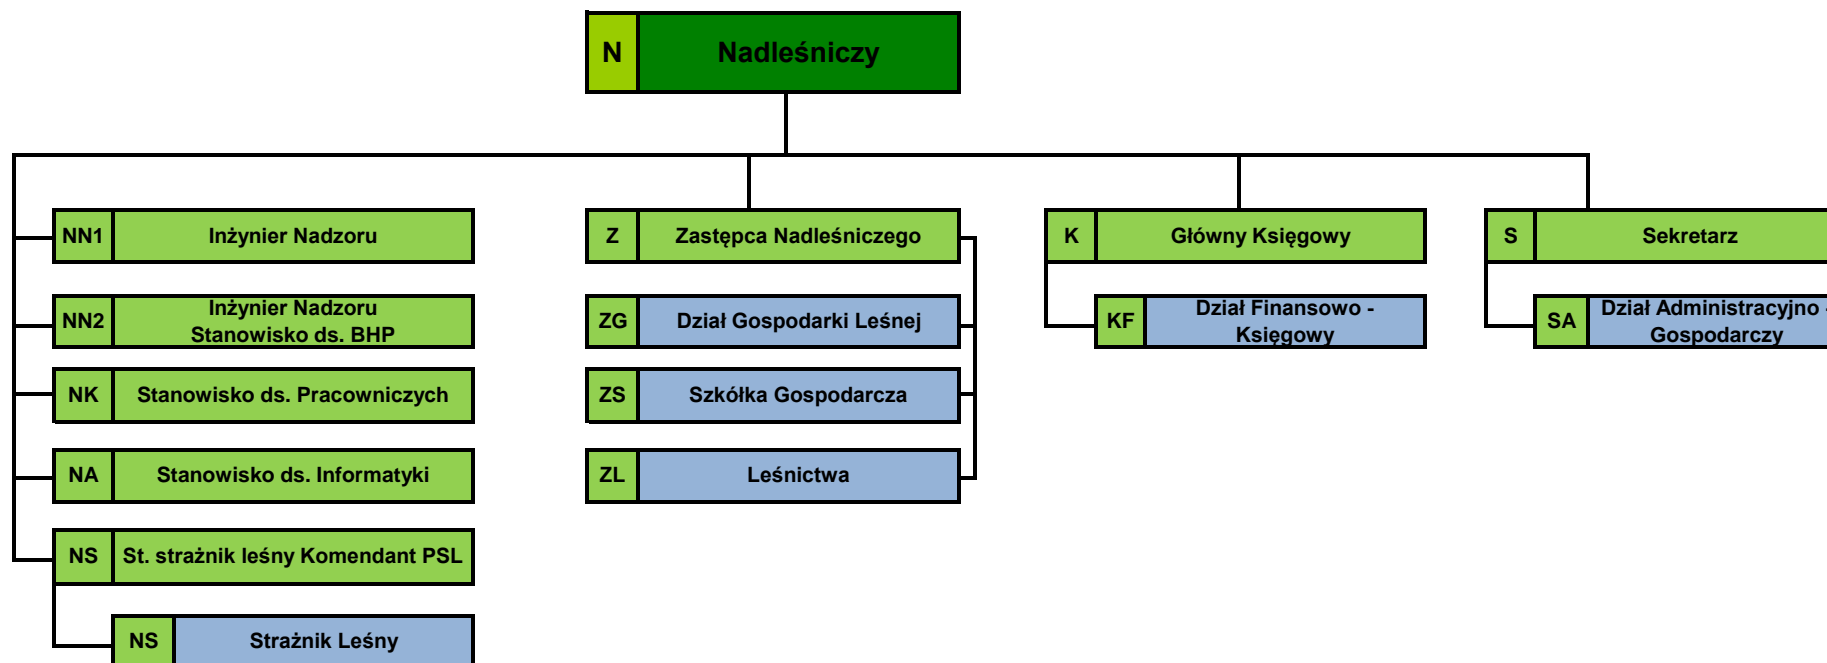 N Nadleśniczy
NN1 Inżynier Nadzoru
NN2 Inżynier Nadzoru
Stanowisko ds. BHP
NK Stanowisko ds. Pracowniczych
NA Stanowisko ds. Informatyki
NS St. strażnik leśny Komendant PSL
NS Strażnik Leśny
Z Zastępca Nadleśniczego
ZG Dział Gospodarki Leśnej
ZS Szkółka Gospodarcza
ZL Leśnictwa
K Główny Księgowy
KF Dział Finansowo -
Księgowy
S Sekretarz
SA Dział Administracyjno -
Gospodarczy